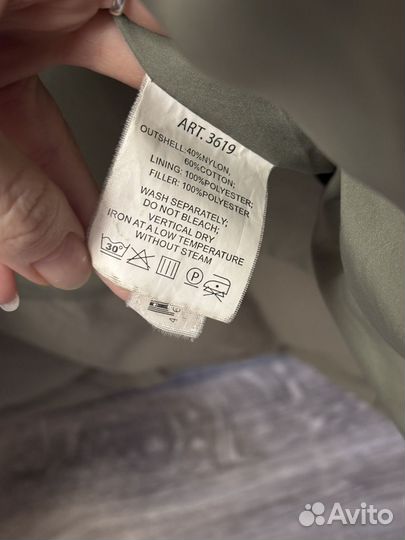 ART. 3619
OUTSHELL:40%NYLON,
60%COTTON;
LINING: 100%POLYESTER;
FILLER: 100%POLYESTER;
WASH SEPARATELY;
DO NOT BLEACH;
VERTICAL DRY
IRON AT A LOW TEMPERATURE
WITHOUT STEAM
30°
P
Avito